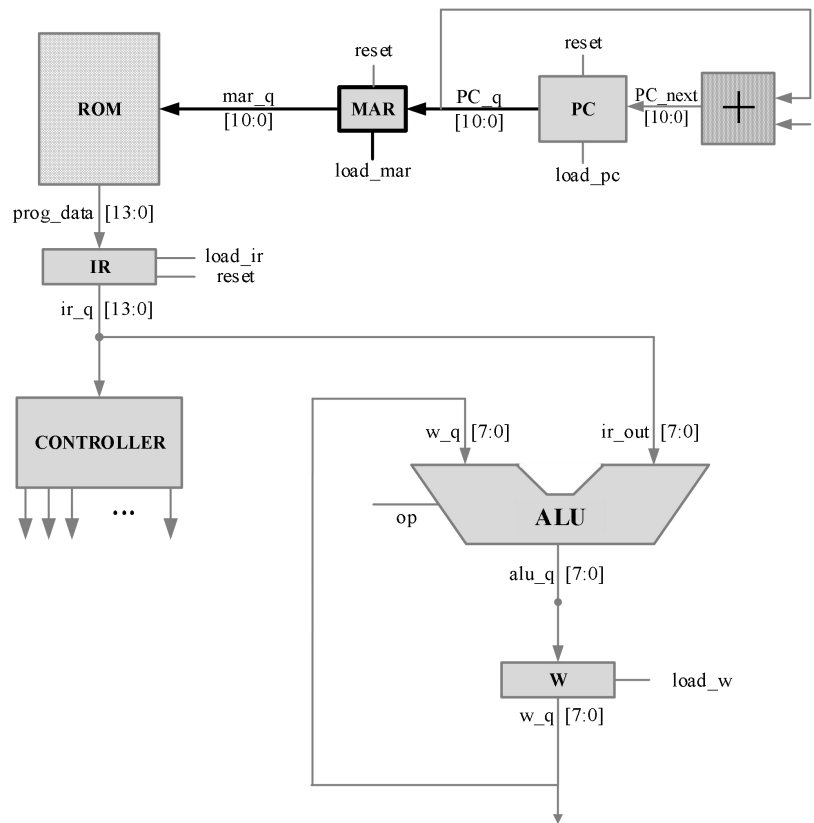 reset
reset
ROM
mar_q
[10:0]
MAR
PC_q
[10:0]
PC
PC_next
[10:0]
+
load_mar
load_pc
prog_data [13:0]
IR
load_ir
reset
ir_q [13:0]
CONTROLLER
...
w_q [7:0]
ir_out [7:0]
op
ALU
alu_q [7:0]
W
load_w
w_q [7:0]